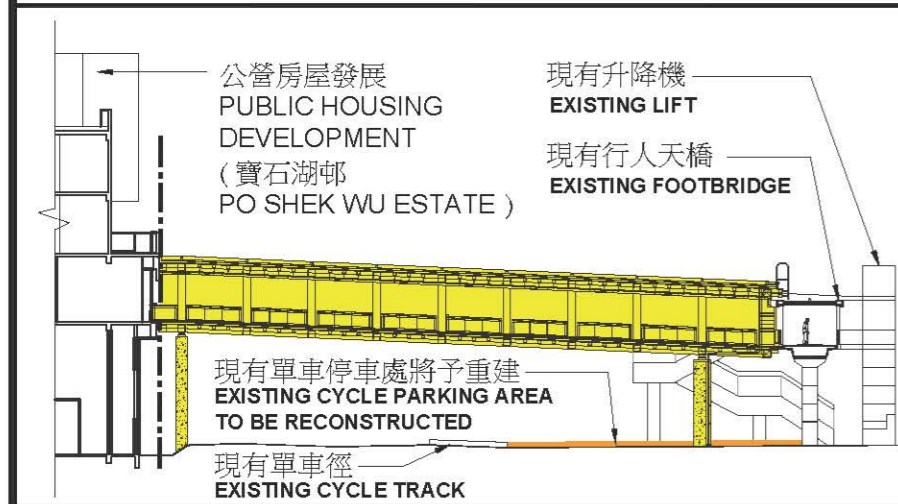 公營房屋發展
PUBLIC HOUSING
DEVELOPMENT
（寶石湖邨
PO SHEK WU ESTATE )
現有升降機
EXISTING LIFT
現有行人天橋
EXISTING FOOTBRIDGE
現有單車停車處將予重建
EXISTING CYCLE PARKING AREA
TO BE RECONSTRUCTED
現有單車徑
EXISTING CYCLE TRACK